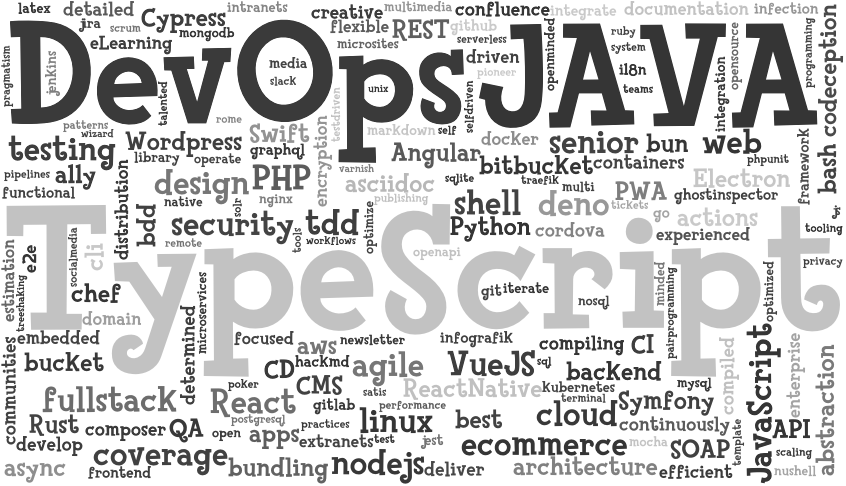 latex
detailed
Cypress
intranets
creative
multimedia
confluence
integrate
documentation
infection
jra
scrum
mongodb
flexible
REST
github
ruby
programming
eLearning
microsites
serverless
system
pragmatism
jenkins
DevOps
JAVA
media
slack
unix
driven
pioneer
openminded
il8n
teams
integration
opensource
codeception
talented
selfdriven
rome
testdriven
patterns
wizard
Swift
encryption
markdown
self
docker
senior
bun
web
bash
testing
Wordpress
graphql
Angular
library
operate
varnish
bitbucket
containers
phpunit
framework
pipelines
ally
distribution
design
PHP
asciidoc
sqlite
traefik
multi
PWA
Electron
functional
native
solr
nginx
publishing
shell
deno
tickets
ghostinspector
bdd
security
tdd
optimize
Python
cordova
go
actions
tooling
remote
tools
workflows
openapi
experienced
estimation
treeshaking
e2e
socialmedia
cli
TypeScript
privacy
chef
microservices
git
iterate
nosql
minded
pairprogramming
optimized
domain
embedded
determined
focused
aws
newsletter
infografik
compiling
CI
communities
bucket
CD
hackmd
agile
VueJS
sql
backend
compiled
JavaScript
enterprise
abstraction
poker
CMS
satis
ReactNative
Kubernetes
mysql
fullstack
React
gitlab
performance
terminal
Symfony
postgresql
Rust
composer
QA
open
apps
practices
linux
best
cloud
continuously
template
API
develop
extranets
test
jest
ecommerce
mocha
SOAP
scaling
async
frontend
coverage
bundling
nodejs
deliver
architecture
efficient
nushell